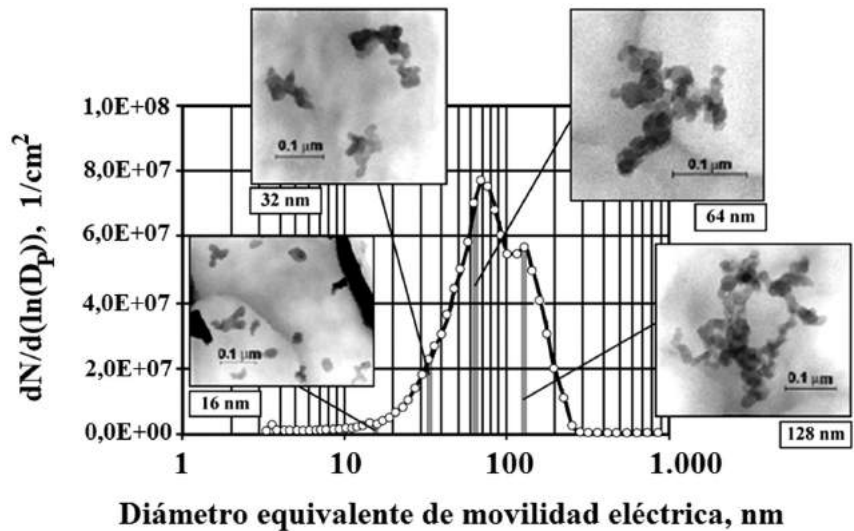 0.1 μm
32 nm
0.1 μm
64 nm
0.1 μm
16 nm
0.1 μm
128 nm
dN/d(ln(Dp)), 1/cm²
1,0E+08
8,0E+07
6,0E+07
4,0E+07
2,0E+07
0,0E+00
1
10
100
1.000
Diámetro equivalente de movilidad eléctrica, nm